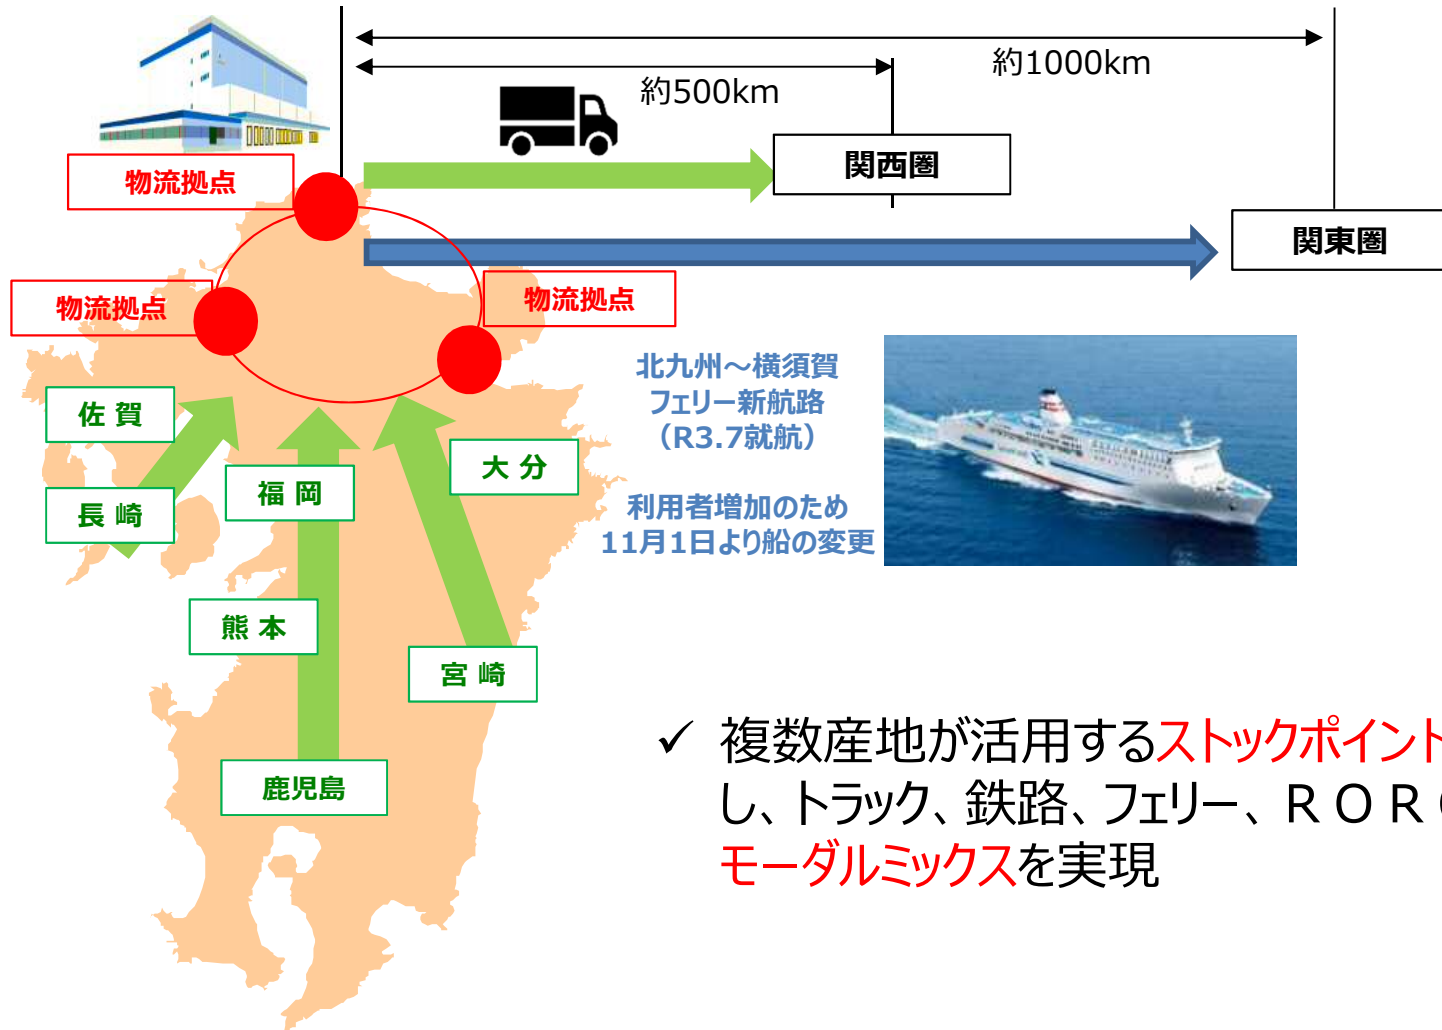 約1000km
約500km
関西圏
物流拠点
関東圏
物流拠点
物流拠点
北九州～横須賀
フェリー新航路
（R3.7就航）
利用者増加のため
11月1日より船の変更
佐 賀
大 分
福 岡
長 崎
熊 本
宮 崎
鹿児島
✓ 複数産地が活用するストックポイント
し、トラック、鉄路、フェリー、ＲＯＲ
モーダルミックスを実現